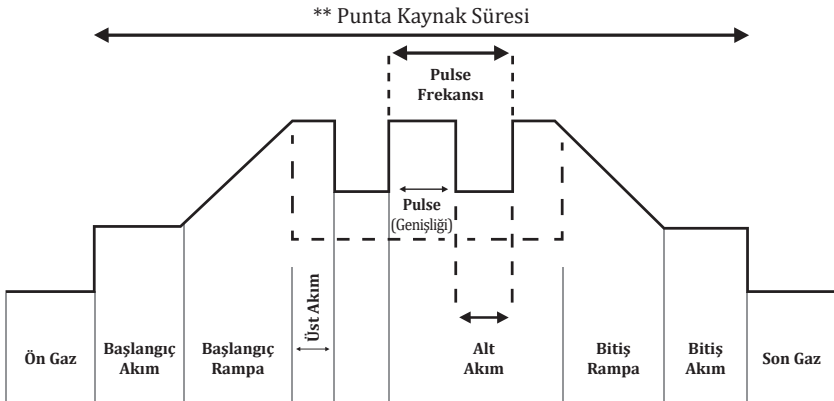 ** Punta Kaynak Süresi
Pulse
Frekansı
Pulse
(Genişliği)
Üst Akım
Ön Gaz
Başlangıç
Akım
Başlangıç
Rampa
Alt
Akım
Bitiş
Rampa
Bitiş
Akım
Son Gaz